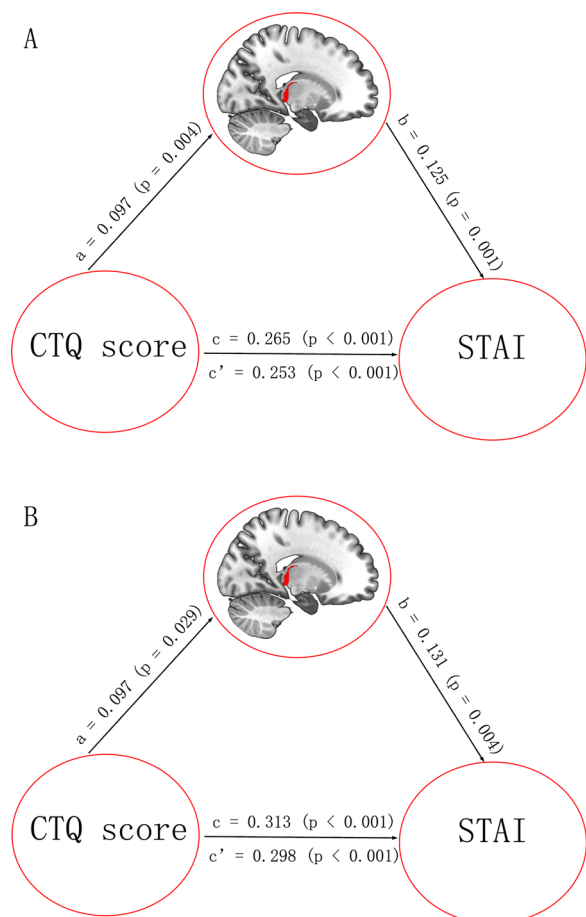 A
a = 0.097 (p = 0.004)
b = 0.125 (p = 0.001)
CTQ score
c = 0.265 (p < 0.001)
c’ = 0.253 (p < 0.001)
STAI
B
a = 0.097 (p = 0.029)
b = 0.131 (p = 0.004)
CTQ score
c = 0.313 (p < 0.001)
c’ = 0.298 (p < 0.001)
STAI